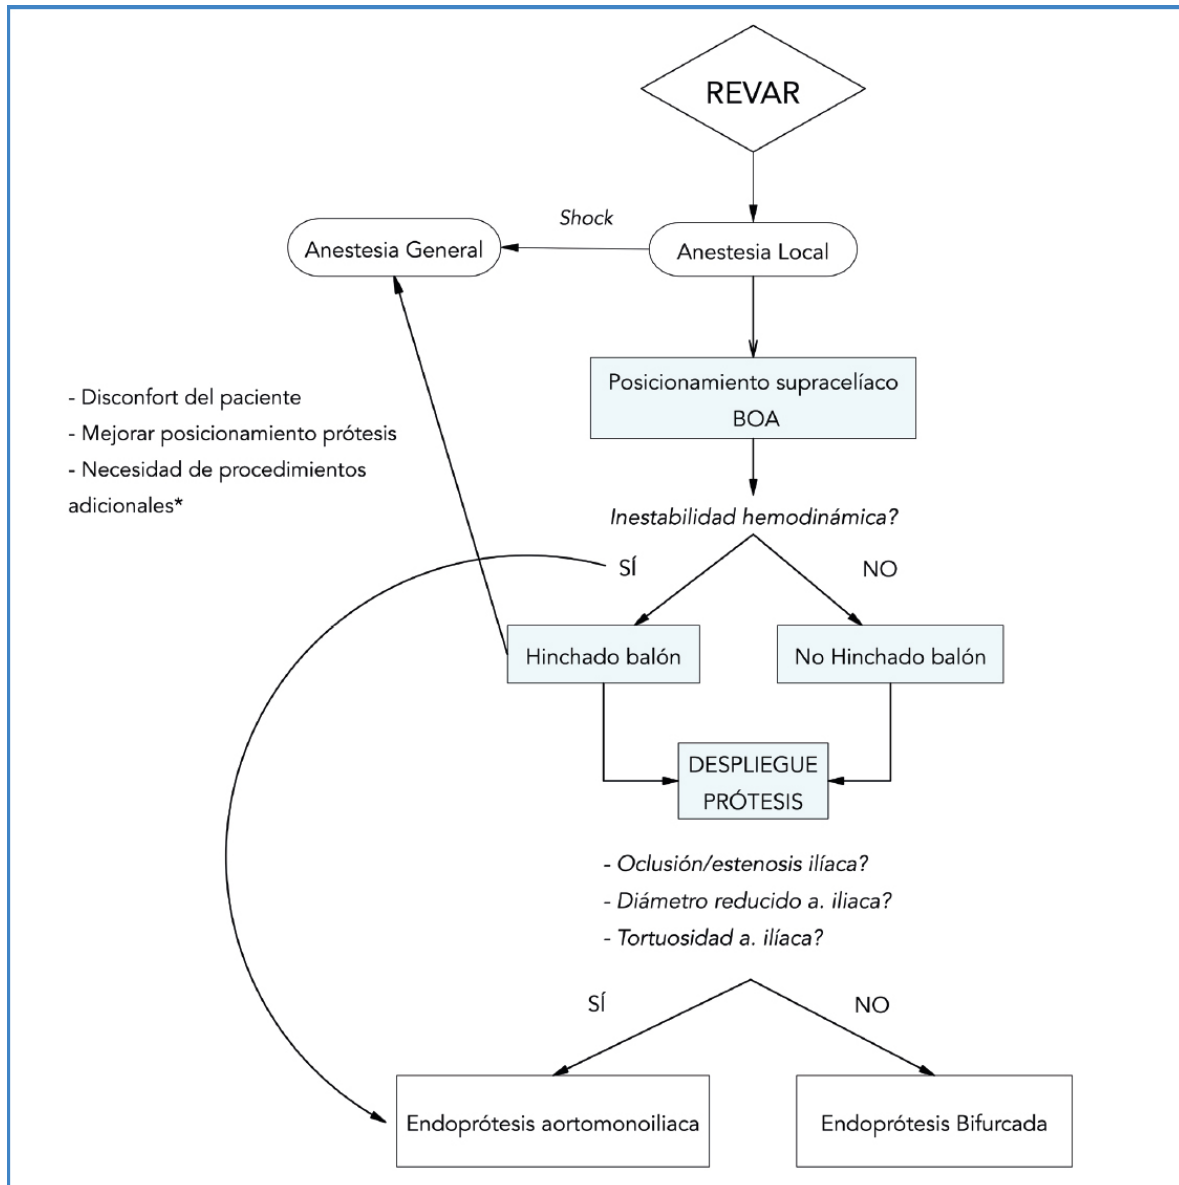 REVAR
Shock
Anestesia General
Anestesia Local
Posicionamiento supracelíaco
BOA
- Disconfort del paciente
- Mejorar posicionamiento prótesis
- Necesidad de procedimientos
adicionales*
Inestabilidad hemodinámica?
SÍ
NO
Hinchado balón
No Hinchado balón
DESPLIEGUE
PRÓTESIS
- Oclusión/estenosis ilíaca?
- Diámetro reducido a. iliaca?
- Tortuosidad a. ilíaca?
SÍ
NO
Endoprótesis aortomonoiliaca
Endoprótesis Bifurcada